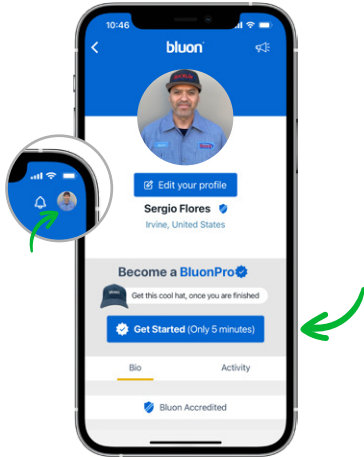 10:46
bluon
Edit your profile
Sergio Flores
Irvine, United States
Become a BluonPro
Get this cool hat, once you are finished
Get Started (Only 5 minutes)
Bio
Activity
Bluon Accredited